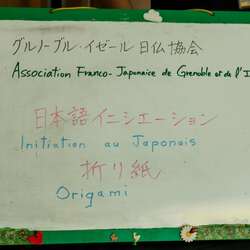 グルノーブル・イゼール日仏協会
Association Franco-Japonaise de Grenoble et de l'I
日本語イニシエーション
Initiation au Japonais
折り紙
Origami